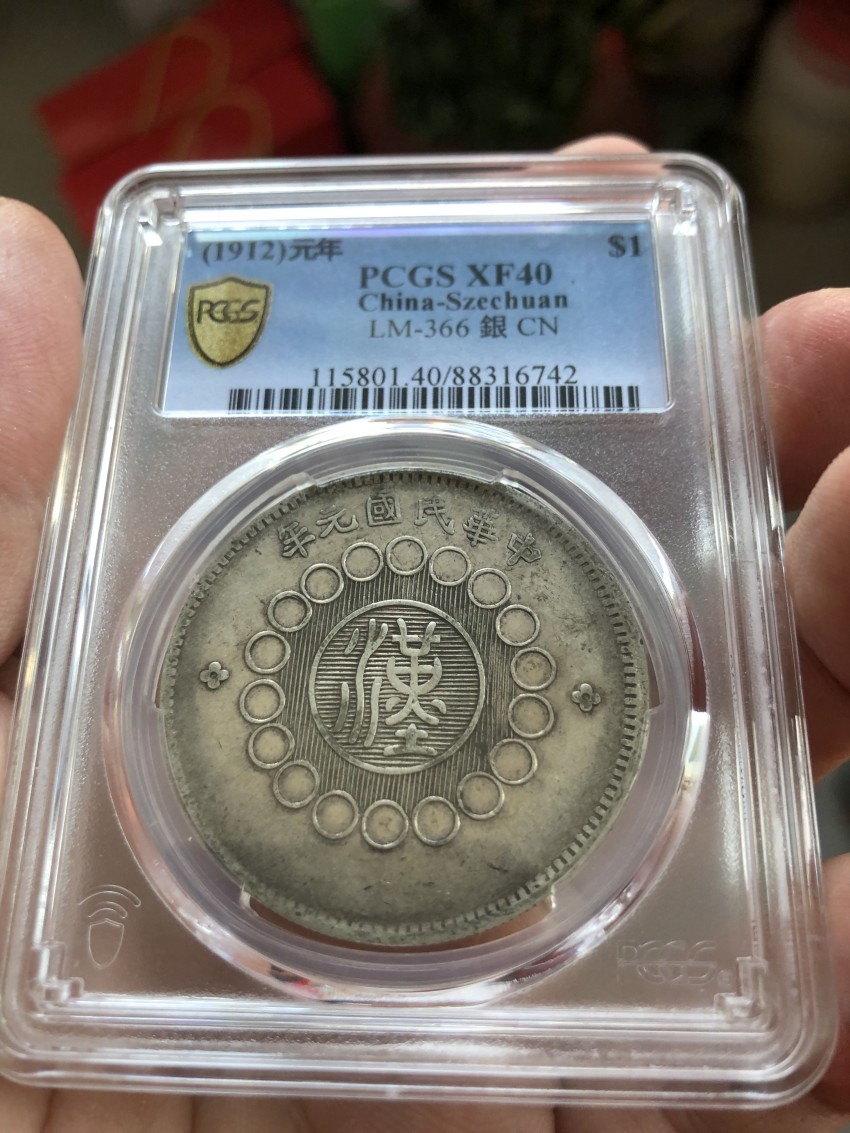 (1912)元年 $1
PCGS XF40
China-Szechuan
LM-366 銀 CN
PCGS
115801.40/88316742
年元國民華中
漢
PCGS